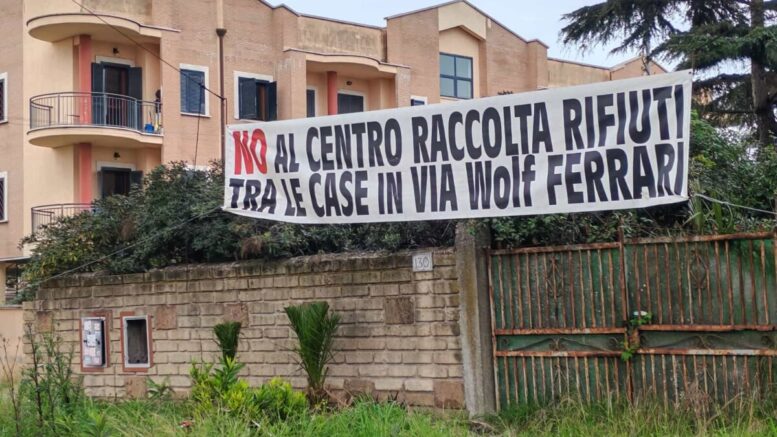 NO AL CENTRO RACCOLTA RIFIUTI
TRA LE CASE IN VIA Wolf FERRARI
130